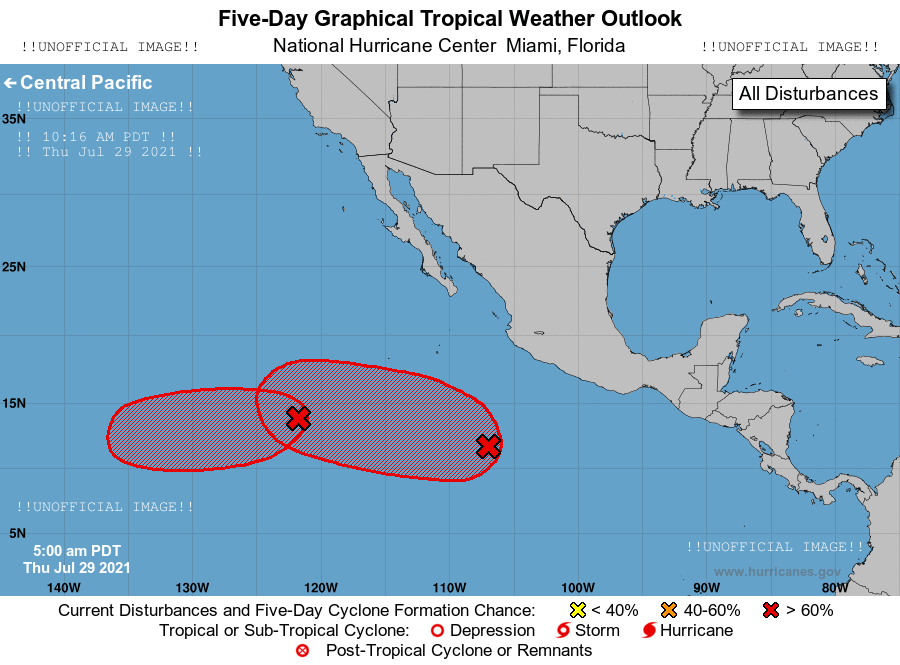 Five-Day Graphical Tropical Weather Outlook
!!UNOFFICIAL IMAGE!! National Hurricane Center  Miami, Florida !!UNOFFICIAL IMAGE!!
← Central Pacific
All Disturbances
!!UNOFFICIAL IMAGE!!
35N
!! 10:16 AM PDT !!
!! Thu Jul 29 2021 !!
25N
15N
!!UNOFFICIAL IMAGE!!
5N
5:00 am PDT
Thu Jul 29 2021
!!UNOFFICIAL IMAGE!!
www.hurricanes.gov
140W 130W 120W 110W 100W 90W 80W
Current Disturbances and Five-Day Cyclone Formation Chance: < 40% 40-60% > 60%
Tropical or Sub-Tropical Cyclone: Depression Storm Hurricane
Post-Tropical Cyclone or Remnants